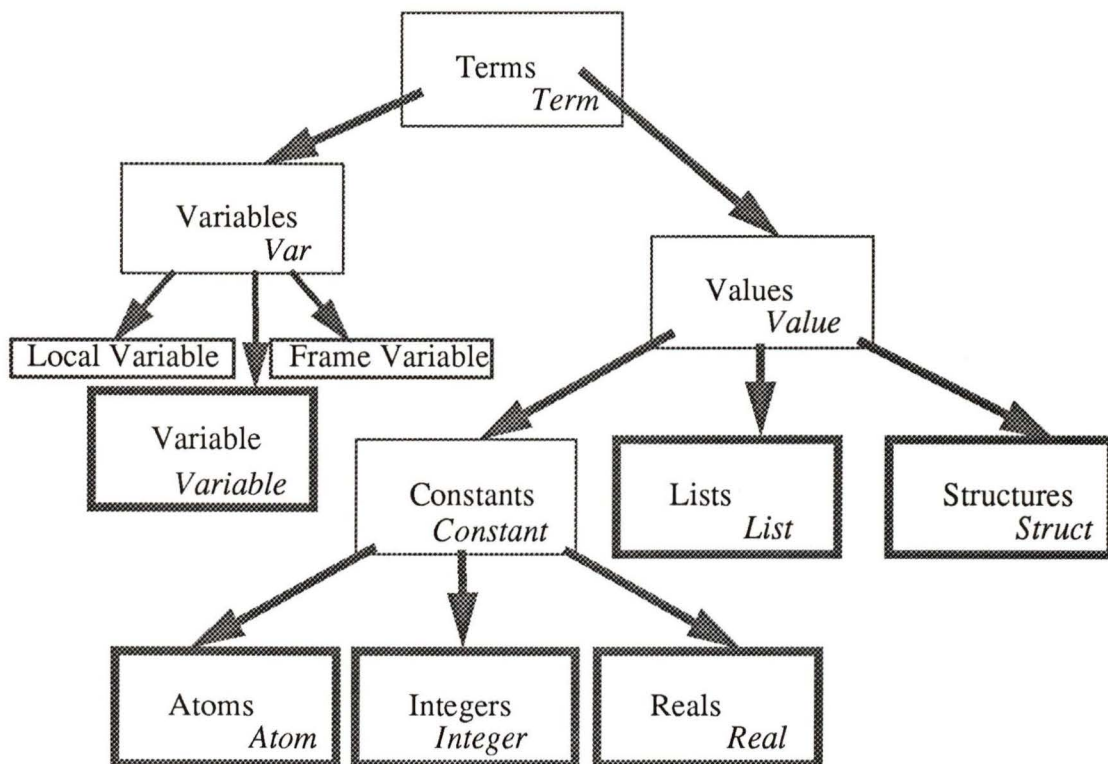 Terms
Term
Variables
Var
Values
Value
Local Variable
Frame Variable
Variable
Variable
Constants
Constant
Lists
List
Structures
Struct
Atoms
Atom
Integers
Integer
Reals
Real